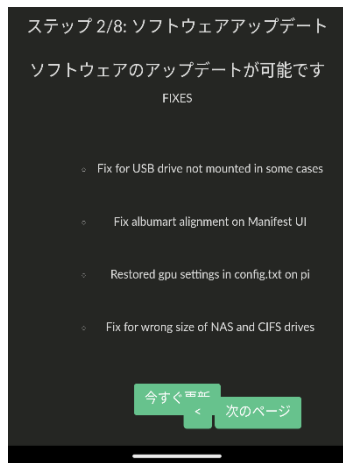 ステップ 2/8: ソフトウェアアップデート
ソフトウェアのアップデートが可能です
FIXES
Fix for USB drive not mounted in some cases
Fix albumart alignment on Manifest UI
Restored gpu settings in config.txt on pi
Fix for wrong size of NAS and CIFS drives
今すぐ更新
< 次のページ